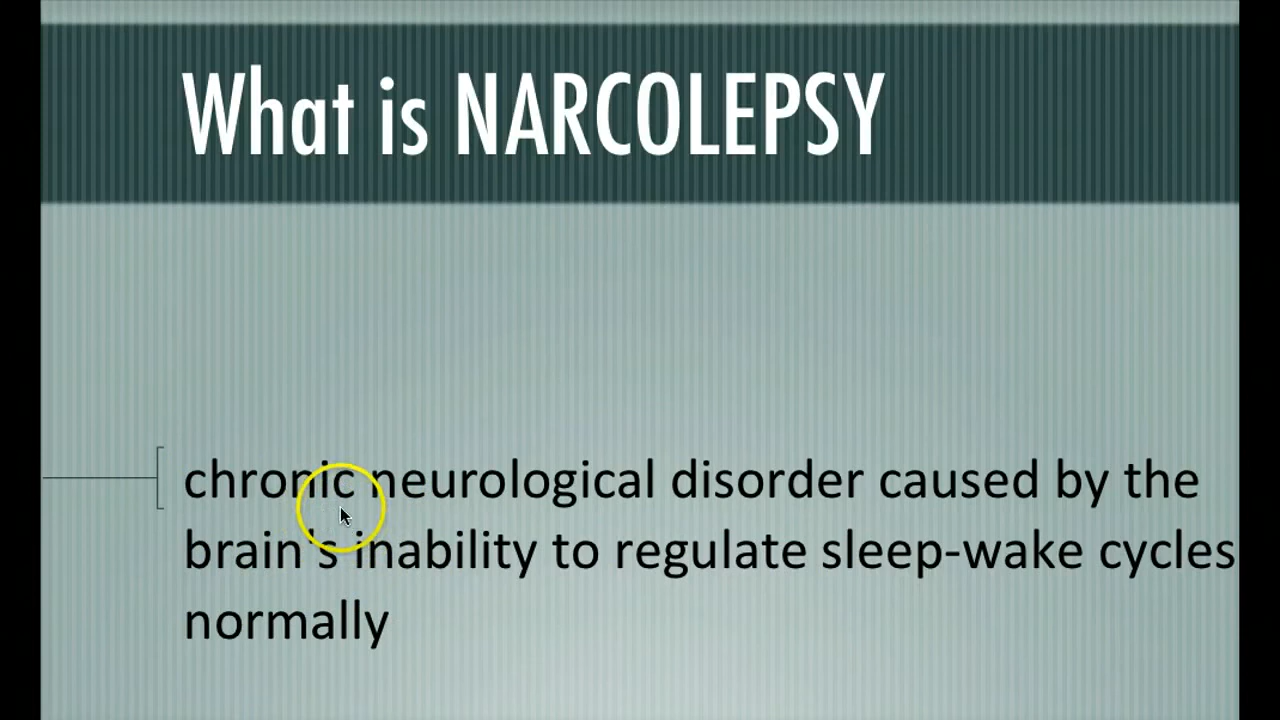 What is NARCOLEPSY
chronic neurological disorder caused by the
brain's inability to regulate sleep-wake cycles
normally